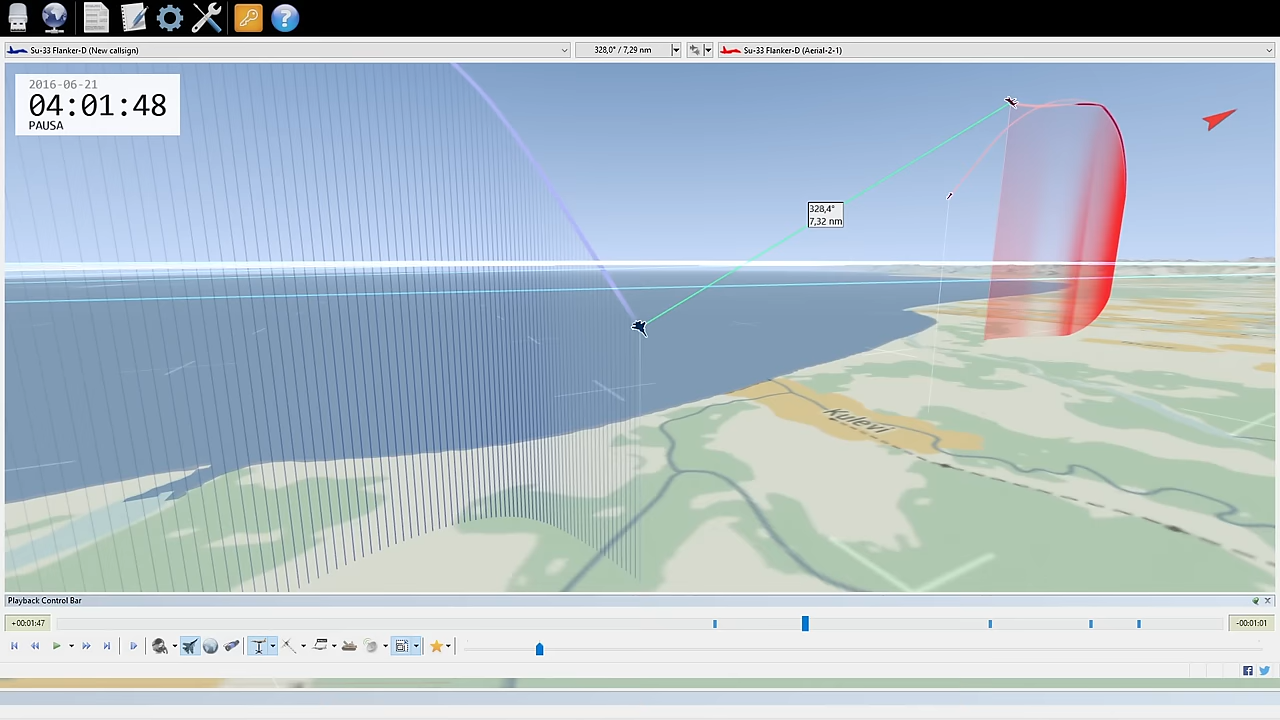 Su-33 Flanker-D (New callsign)
328,0° / 7,29 nm
Su-33 Flanker-D (Aerial-2-1)
2016-06-21
04:01:48
PAUSA
328,4°
7,32 nm
Kulevi
Playback Control Bar
+00:01:47
-00:01:01